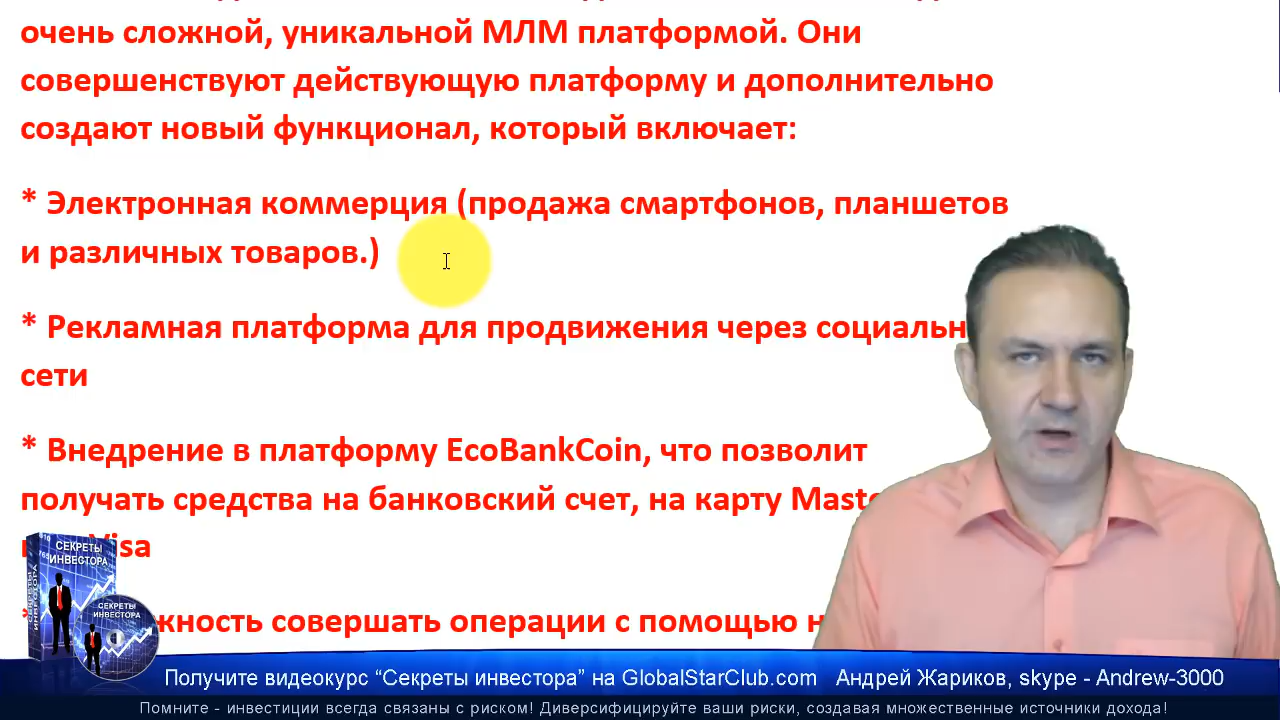 очень сложной, уникальной МЛМ платформой. Они
совершенствуют действующую платформу и дополнительно
создают новый функционал, который включает:
* Электронная коммерция (продажа смартфонов, планшетов
и различных товаров.)
* Рекламная платформа для продвижения через социальн
сети
* Внедрение в платформу EcoBankCoin, что позволит
получать средства на банковский счет, на карту Maste
Visa
жность совершать операции с помощью н
СЕКРЕТЫ
ИНВЕСТОРА
СЕКРЕТЫ
ИНВЕСТОРА
Получите видеокурс “Секреты инвестора” на GlobalStarClub.com Андрей Жариков, skype - Andrew-3000
Помните - инвестиции всегда связаны с риском! Диверсифицируйте ваши риски, создавая множественные источники дохода!